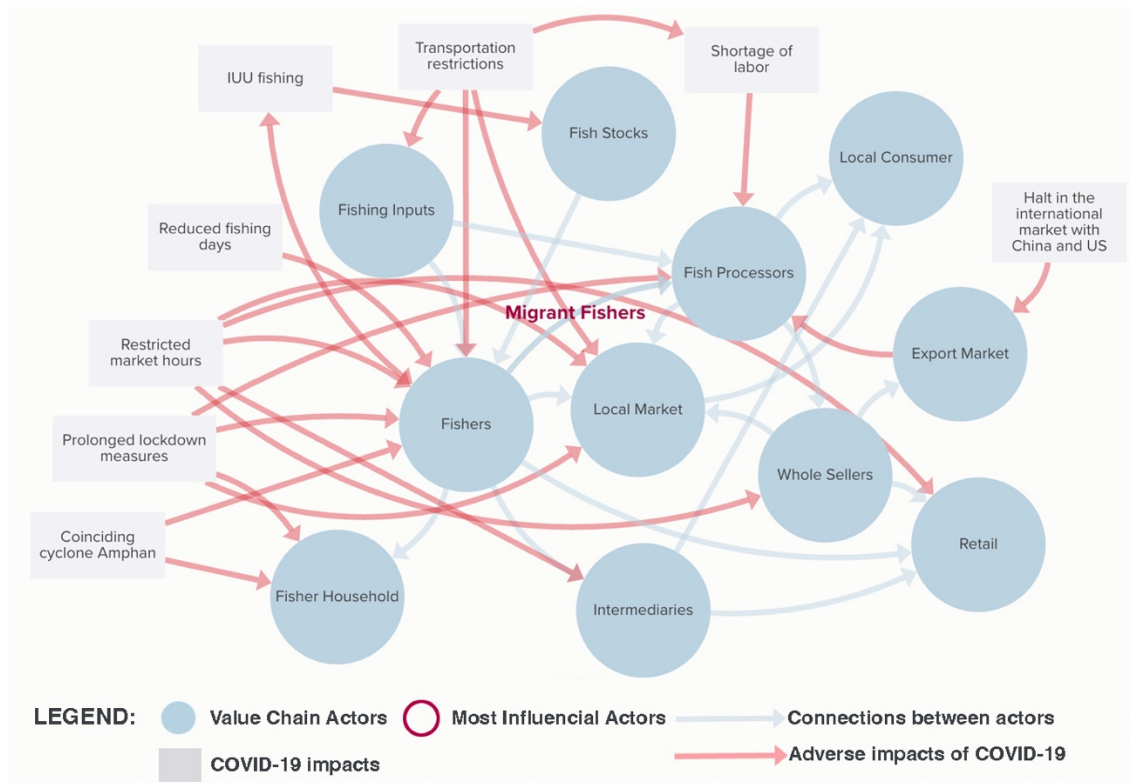 Transportation
restrictions
Shortage of
labor
IUU fishing
Fish Stocks
Local Consumer
Fishing Inputs
Halt in the
international
market with
China and US
Reduced fishing
days
Fish Processors
Migrant Fishers
Restricted
market hours
Export Market
Local Market
Fishers
Prolonged lockdown
measures
Whole Sellers
Coinciding
cyclone Amphan
Retail
Fisher Household
Intermediaries
LEGEND:
Value Chain Actors
Most Influencial Actors
Connections between actors
COVID-19 impacts
Adverse impacts of COVID-19